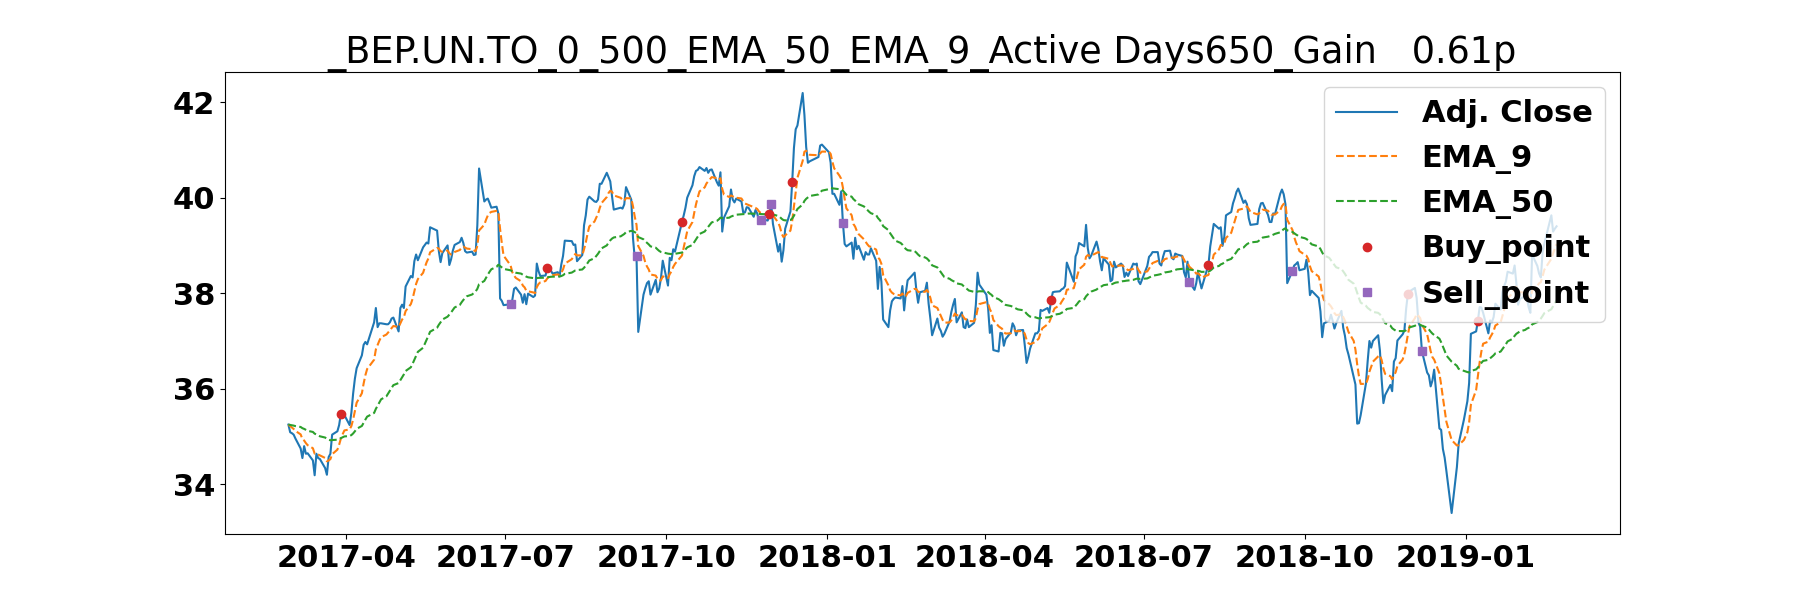 _BEP.UN.TO_0_500_EMA_50_EMA_9_Active Days650_Gain   0.61p
42
40
38
36
34
Adj. Close
EMA_9
EMA_50
Buy_point
Sell_point
2017-04 2017-07 2017-10 2018-01 2018-04 2018-07 2018-10 2019-01